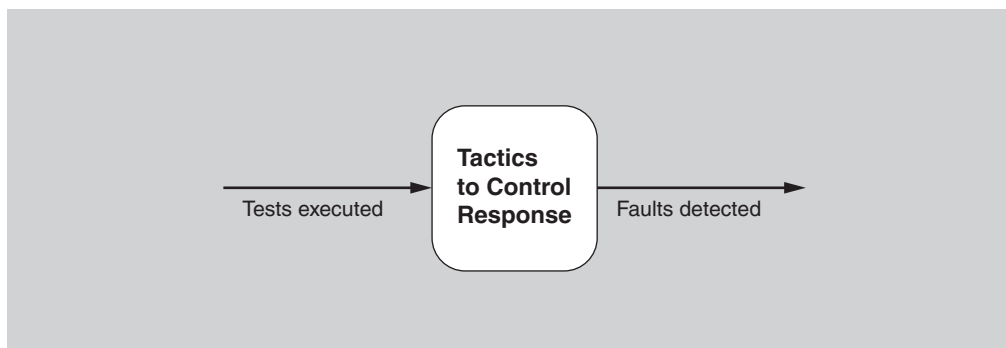 Tests executed
Tactics
to Control
Response
Faults detected